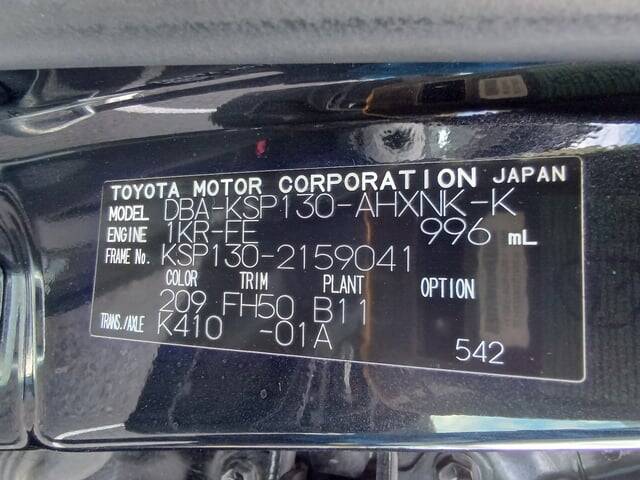 TOYOTA MOTOR CORPORATION JAPAN
MODEL DBA-KSP130-AHXNK-K
ENGINE 1KR-FE 996 mL
FRAME No. KSP130-2159041
COLOR TRIM PLANT OPTION
209 FH50 B11
TRANS./AXLE K410 -01A
542